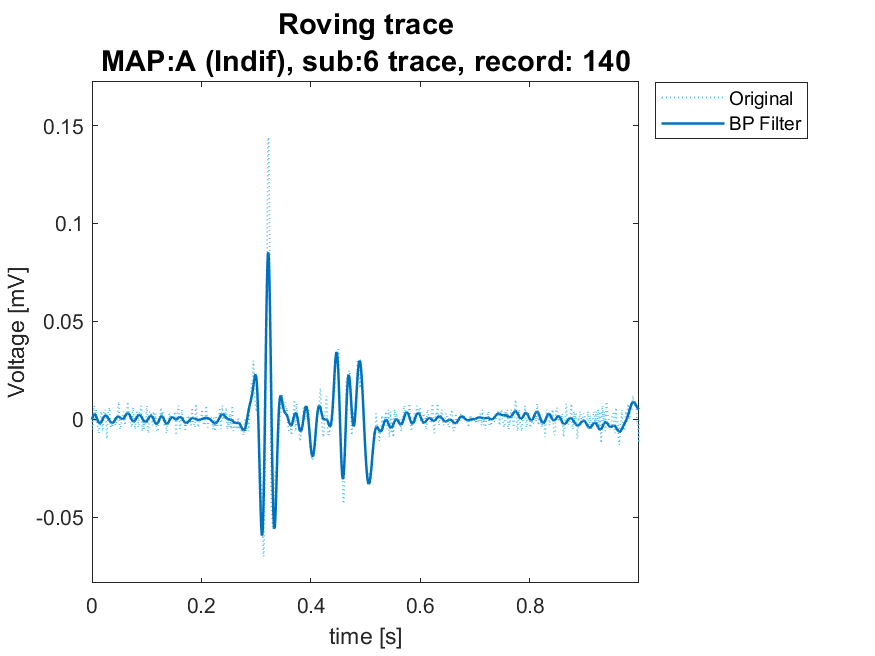 Roving trace
MAP:A (Indif), sub:6 trace, record: 140
Original
BP Filter
0.15
0.1
0.05
0
-0.05
Voltage [mV]
0 0.2 0.4 0.6 0.8
time [s]